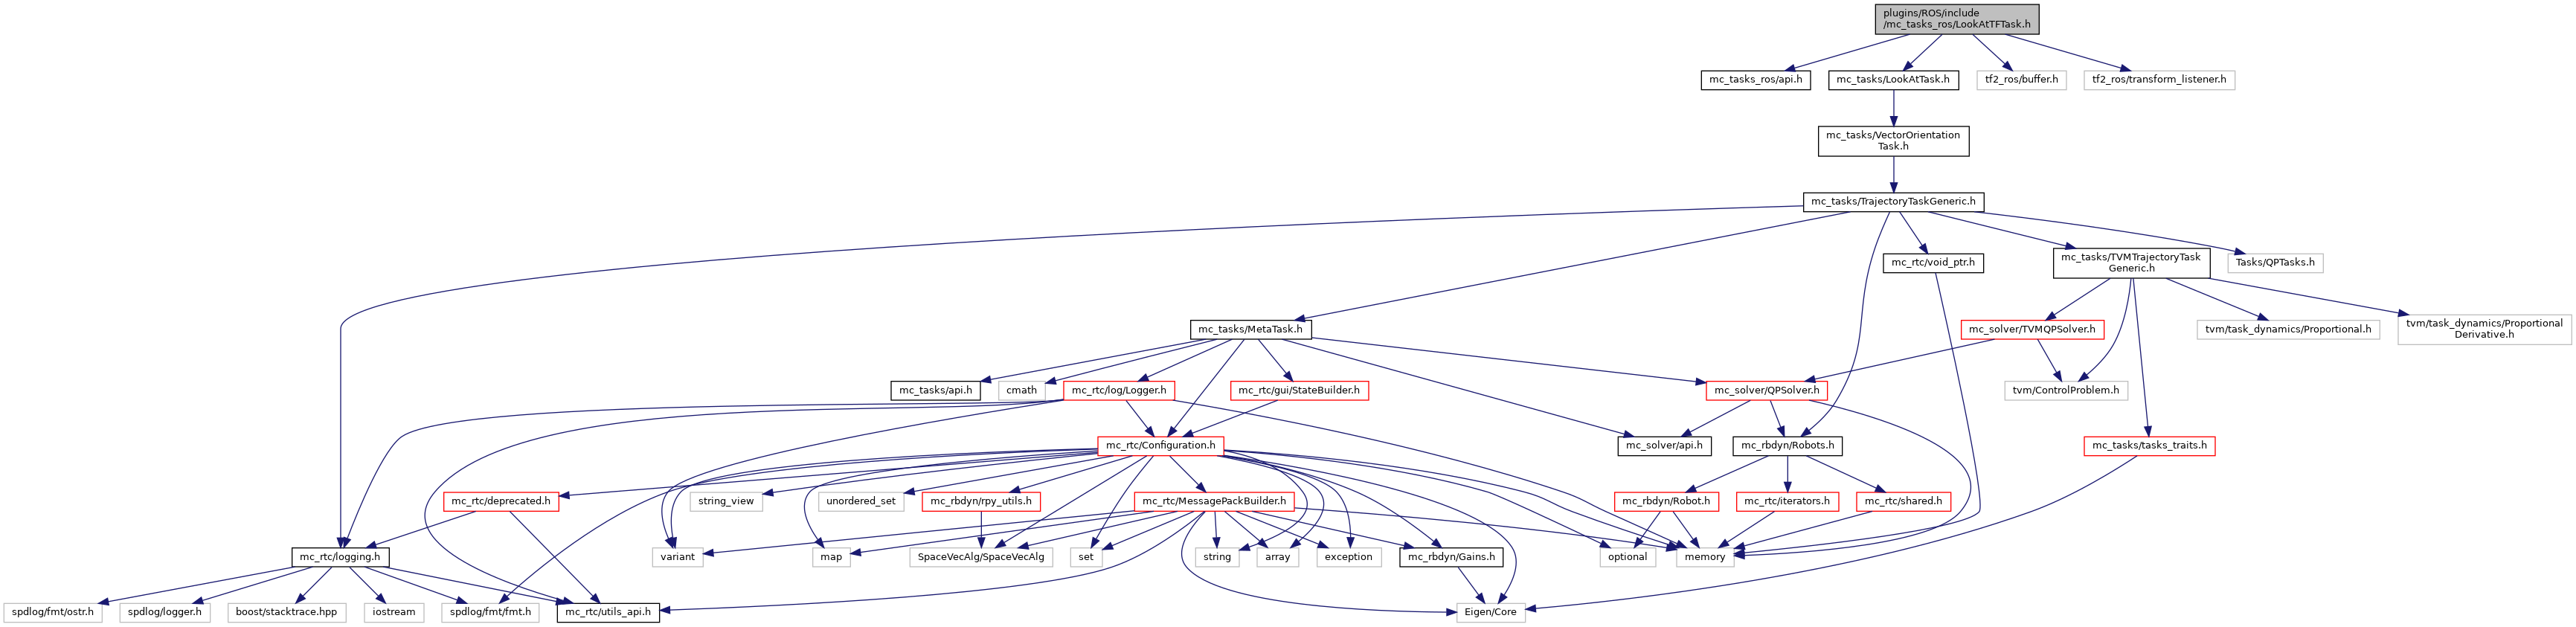 plugins/ROS/include
/mc_tasks_ros/LookAtTFTask.h
mc_tasks_ros/api.h
mc_tasks/LookAtTask.h
tf2_ros/buffer.h
tf2_ros/transform_listener.h
mc_tasks/VectorOrientation
Task.h
mc_tasks/TrajectoryTaskGeneric.h
mc_rtc/void_ptr.h
mc_tasks/TVMTrajectoryTask
Generic.h
Tasks/QPTasks.h
mc_tasks/MetaTask.h
mc_solver/TVMQPSolver.h
tvm/task_dynamics/Proportional.h
tvm/task_dynamics/Proportional
Derivative.h
mc_tasks/api.h
cmath
mc_rtc/log/Logger.h
mc_rtc/gui/StateBuilder.h
mc_solver/QPSolver.h
tvm/ControlProblem.h
mc_rtc/Configuration.h
mc_solver/api.h
mc_rbdyn/Robots.h
mc_tasks/tasks_traits.h
mc_rtc/deprecated.h
string_view
unordered_set
mc_rbdyn/rpy_utils.h
mc_rtc/MessagePackBuilder.h
mc_rbdyn/Robot.h
mc_rtc/iterators.h
mc_rtc/shared.h
mc_rtc/logging.h
variant
map
SpaceVecAlg/SpaceVecAlg
set
string
array
exception
mc_rbdyn/Gains.h
optional
memory
spdlog/fmt/ostr.h
spdlog/logger.h
boost/stacktrace.hpp
iostream
spdlog/fmt/fmt.h
mc_rtc/utils_api.h
Eigen/Core